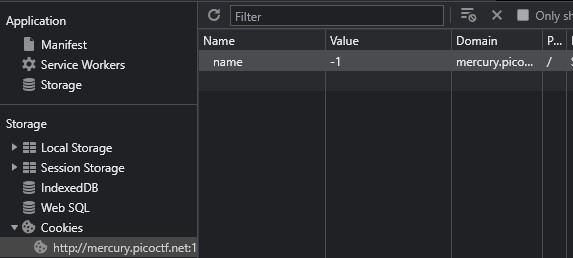 Application
Manifest
Service Workers
Storage
Storage
Local Storage
Session Storage
IndexedDB
Web SQL
Cookies
http://mercury.picoctf.net:1
Filter
Only sh
Name Value Domain P...
name -1 mercury.pico... /